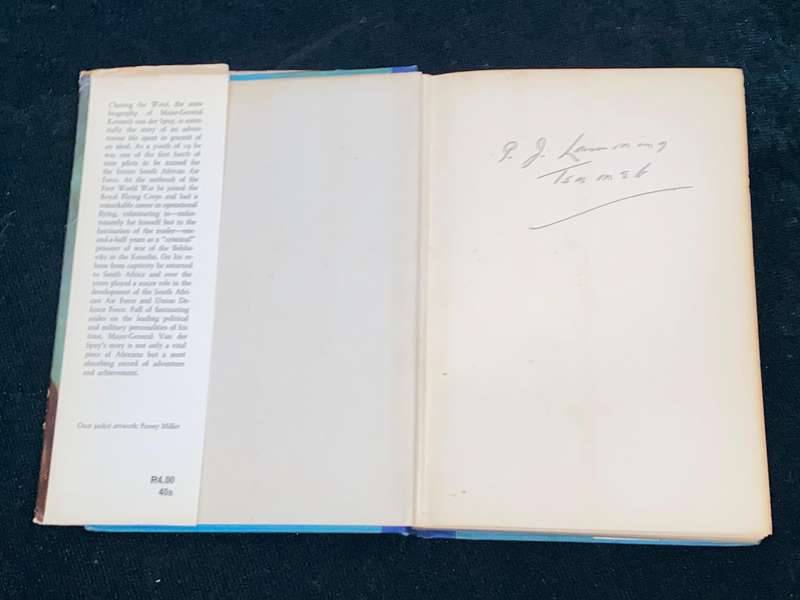 Chasing the Wind, the auto-
biography of Major-General
Kenneth van der Spuy, is essen-
tially the story of an adven-
turous life spent in pursuit of
an ideal. As a youth of 19 he
was one of the first batch of
nine pilots to be trained for
the future South African Air
Force. At the outbreak of the
First World War he joined the
Royal Flying Corps and had a
remarkable career in operational
flying, culminating in—unfor-
tunately for himself but to the
fascination of the reader—one-
and-a-half years as a "criminal"
prisoner of war of the Bolshe-
viks in the Kremlin. On his re-
lease from captivity he returned
to South Africa and over the
years played a major role in the
development of the South Afri-
can Air Force and Union De-
fence Force. Full of fascinating
asides on the leading political
and military personalities of his
time, Major-General Van der
Spuy's story is not only a vital
piece of Africana but a most
absorbing record of adventure
and achievement.
Dust jacket artwork: Penny Miller
R4.00
40s
P. J. Lamming
Tsumeb